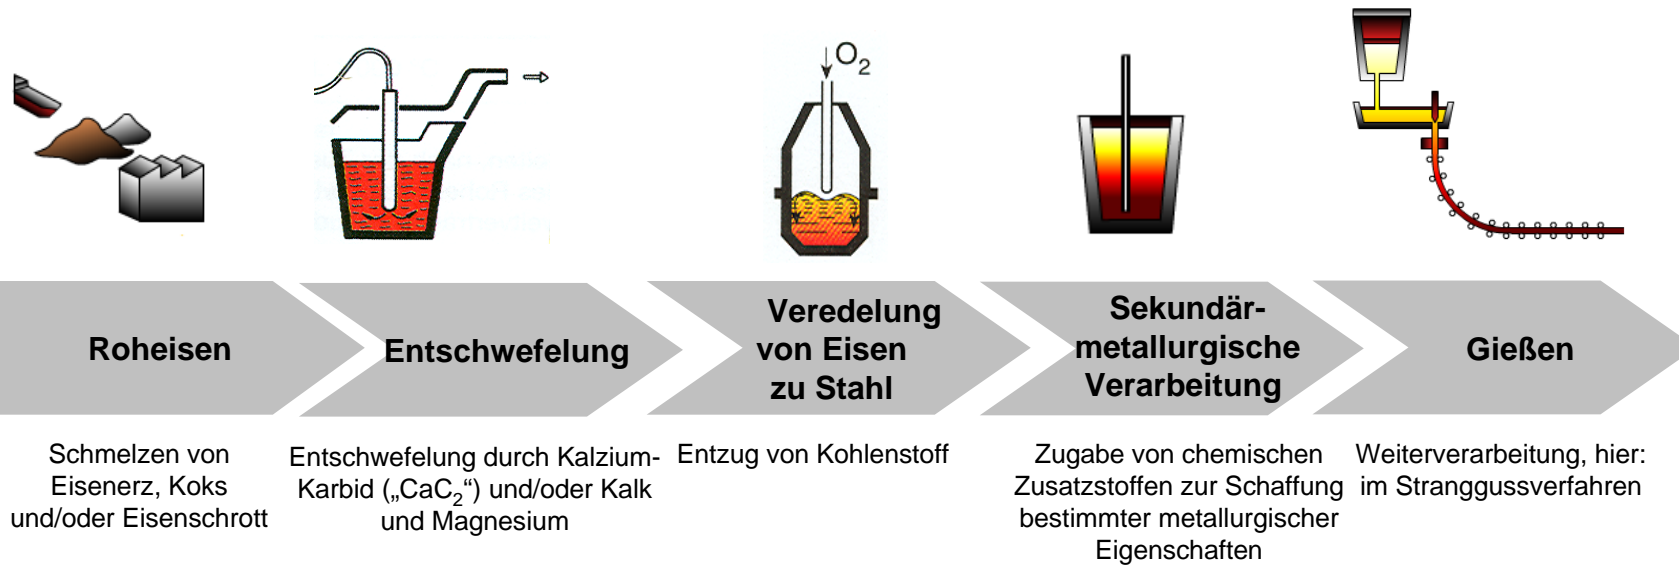 O₂
Roheisen
Entschwefelung
Veredelung
von Eisen
zu Stahl
Sekundär-
metallurgische
Verarbeitung
Gießen
Schmelzen von
Eisenerz, Koks
und/oder Eisenschrott
Entschwefelung durch Kalzium-
Karbid („CaC₂“) und/oder Kalk
und Magnesium
Entzug von Kohlenstoff
Zugabe von chemischen
Zusatzstoffen zur Schaffung
bestimmter metallurgischer
Eigenschaften
Weiterverarbeitung, hier:
im Stranggussverfahren